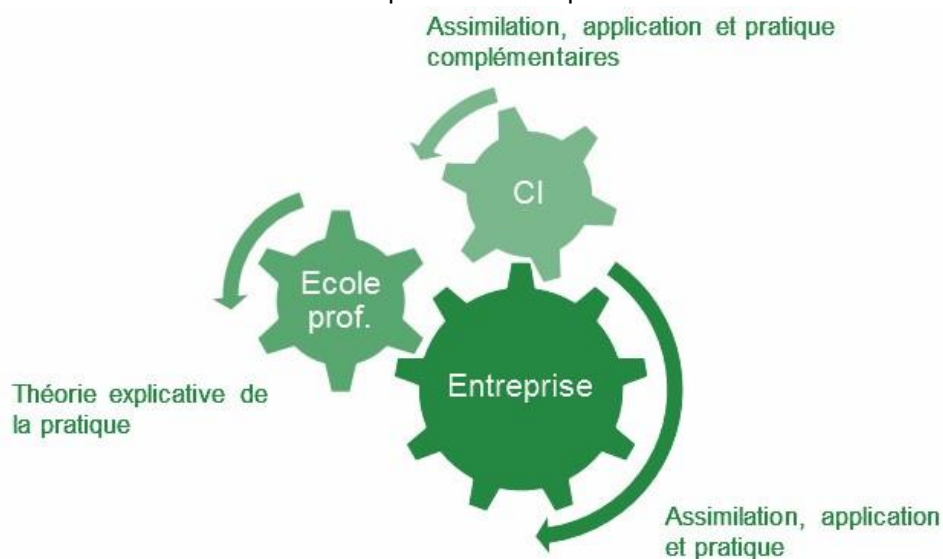 Assimilation, application et pratique
complémentaires
CI
Ecole
prof.
Entreprise
Théorie explicative de
la pratique
Assimilation, application
et pratique